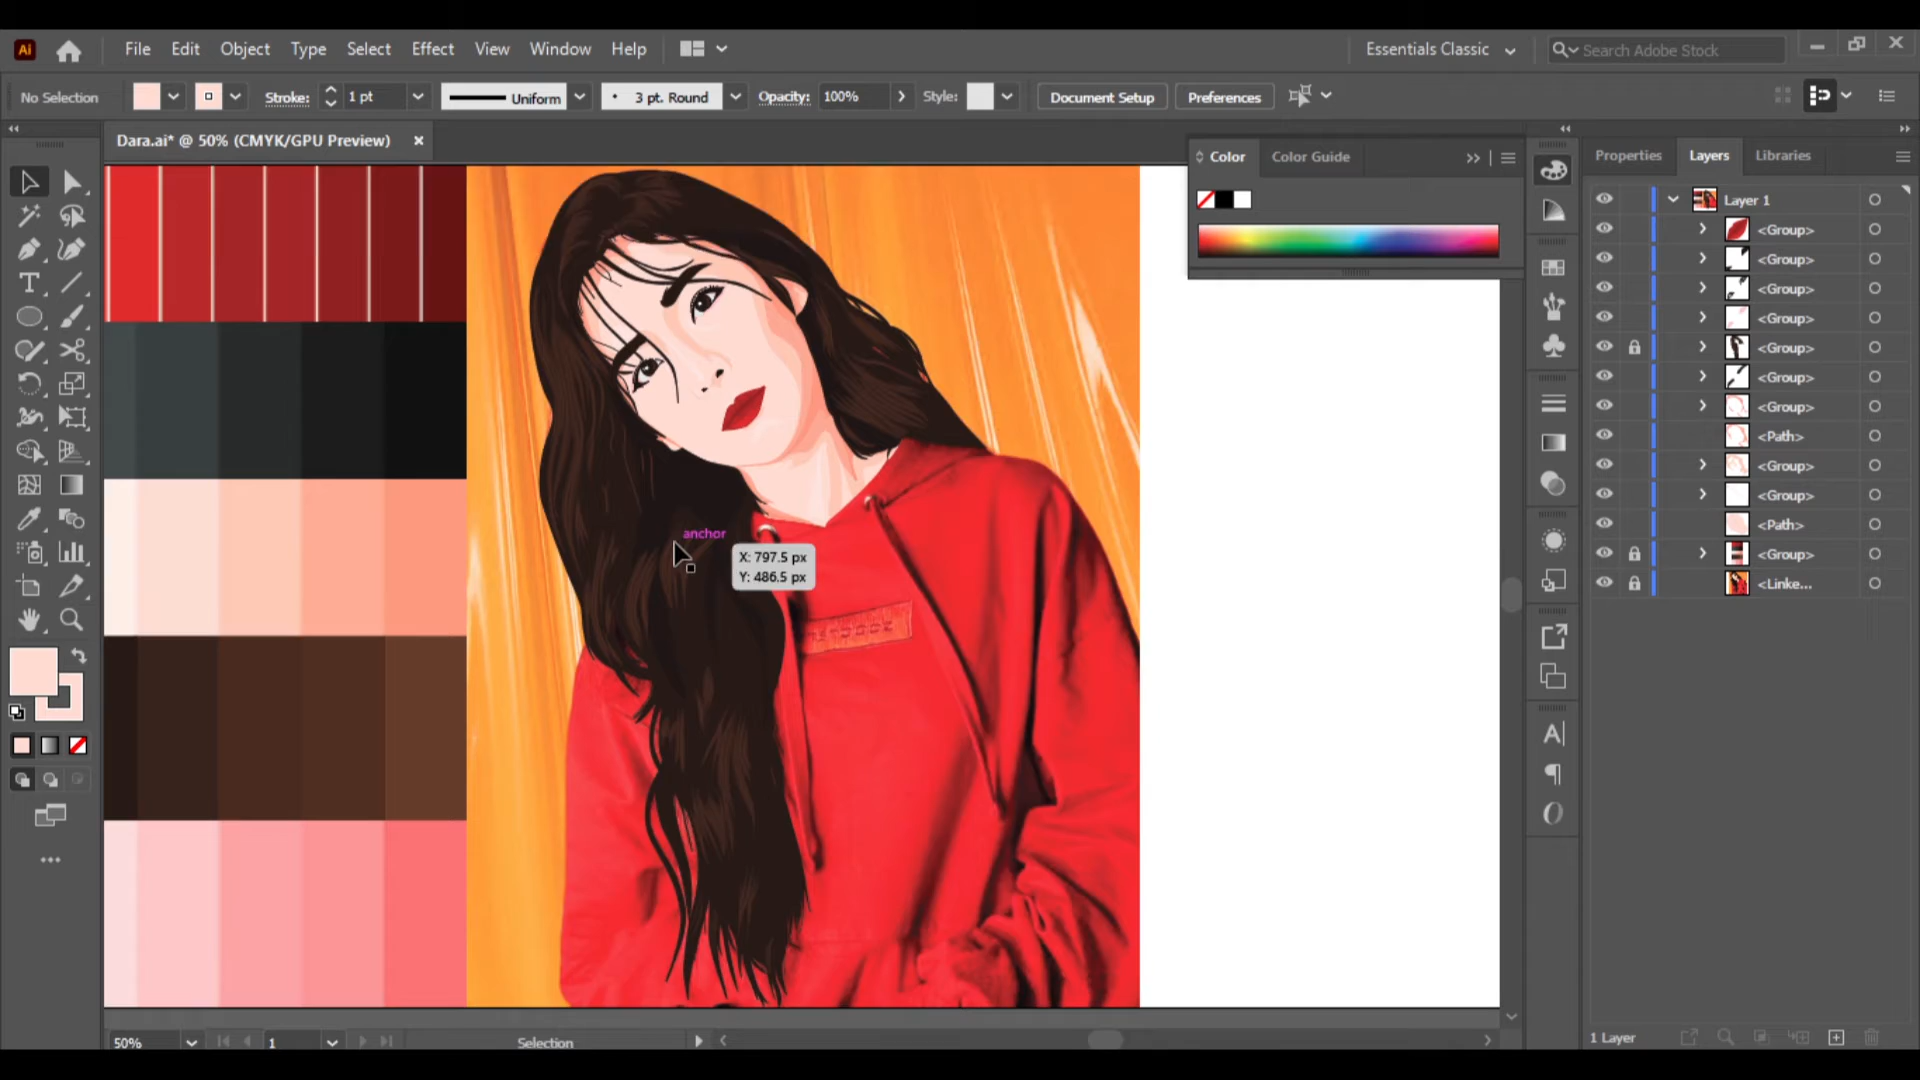 Ai File Edit Object Type Select Effect View Window Help Essentials Classic Search Adobe Stock
No Selection Stroke: 1 pt Uniform 3 pt. Round Opacity: 100% Style: Document Setup Preferences
Dara.ai* @ 50% (CMYK/GPU Preview)
Color Color Guide
Properties Layers Libraries
Layer 1
<Group>
<Group>
<Group>
<Group>
<Group>
<Group>
<Group>
<Path>
<Group>
<Group>
<Path>
<Group>
<Linke...
anchor
X: 797.5 px
Y: 486.5 px
50% 1 Selection
1 Layer